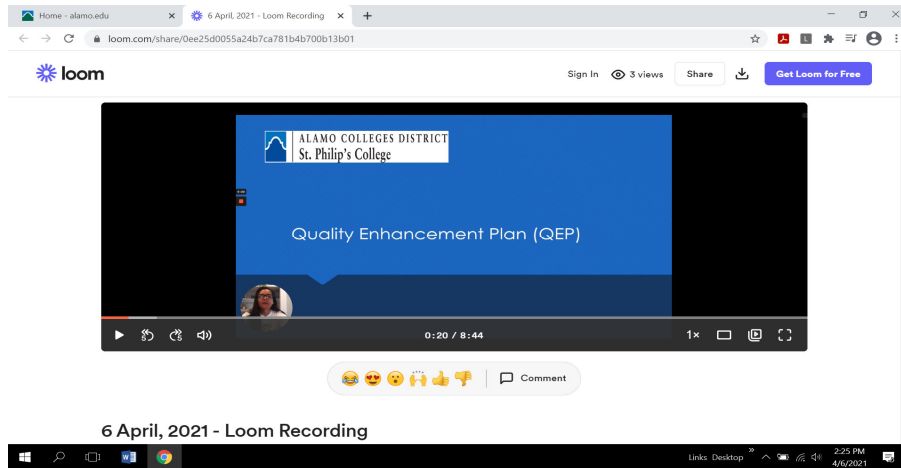 Home - alamo.edu
6 April, 2021 - Loom Recording
loom.com/share/0ee25d0055a24b7ca781b4b700b13b01
loom
Sign In
3 views
Share
Get Loom for Free
ALAMO COLLEGES DISTRICT
St. Philip's College
Quality Enhancement Plan (QEP)
5
5
0:20 / 8:44
1×
Comment
6 April, 2021 - Loom Recording
Links Desktop
2:25 PM
4/6/2021